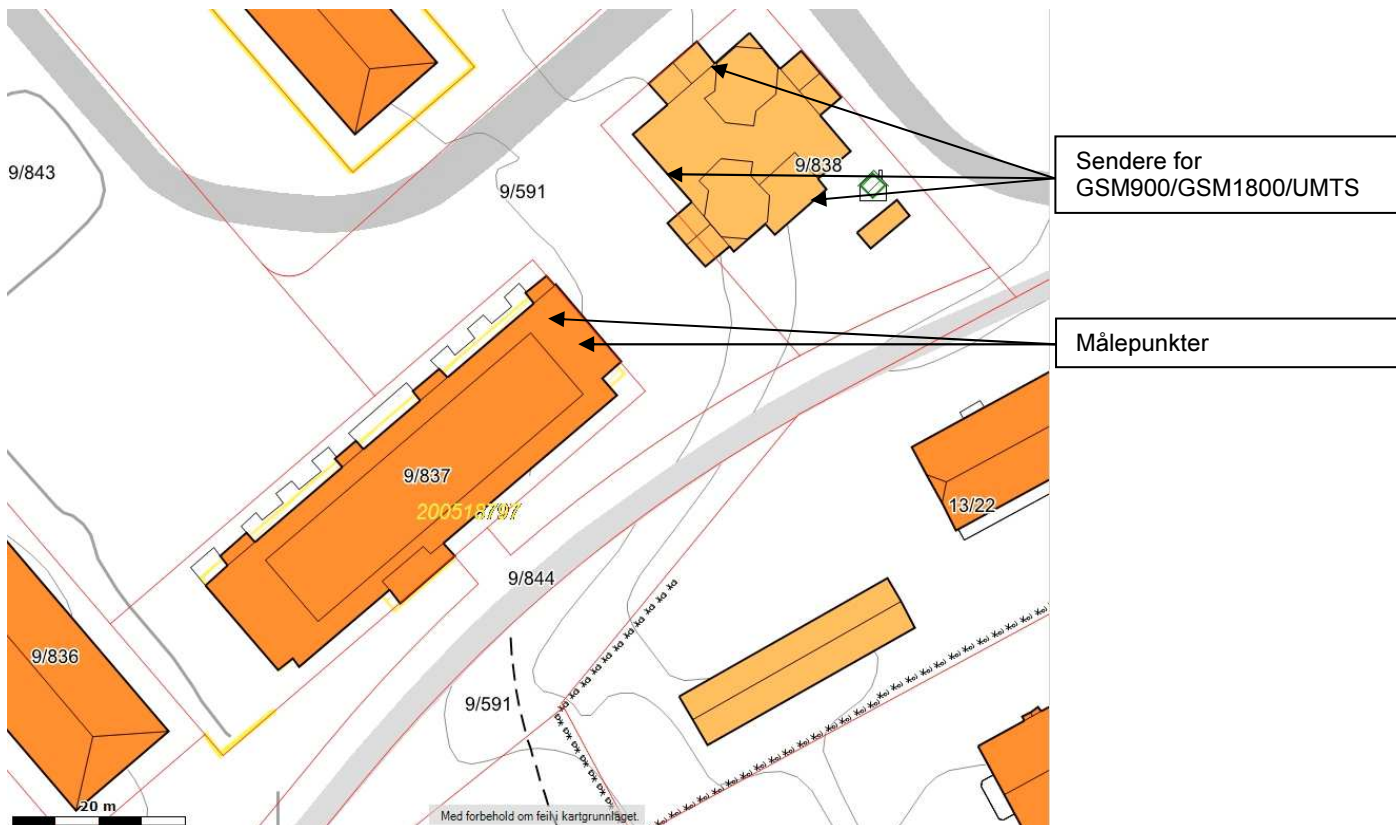 Sendere for
GSM900/GSM1800/UMTS
9/843
9/838
9/591
Målepunkter
9/837
200518797
13/22
9/844
9/836
9/591
20 m
Med forbehold om feil i kartgrunnlaget.